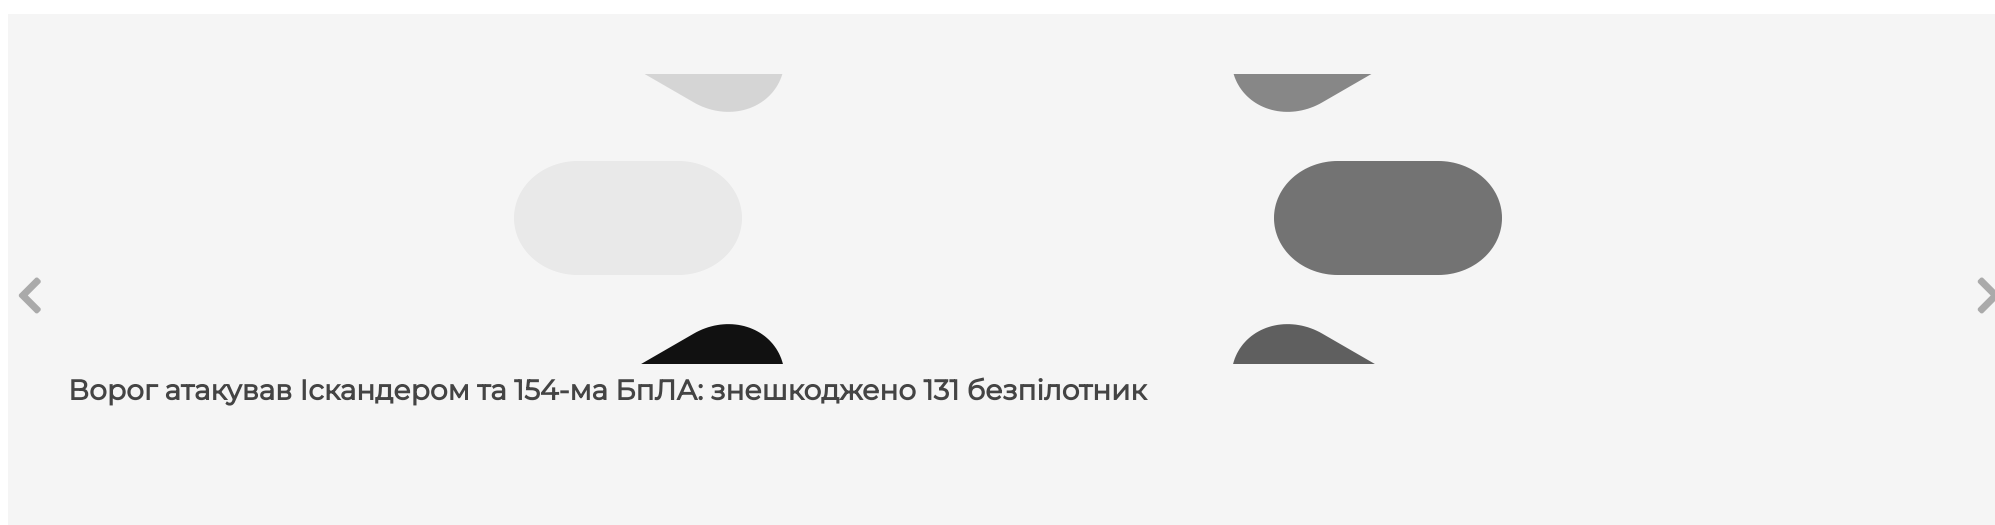 Ворог атакував Іскандером та 154-ма БпЛА: знешкоджено 131 безпілотник